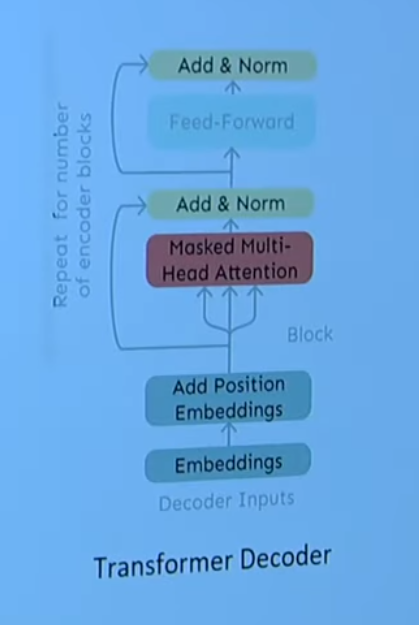 Add & Norm
Feed-Forward
Repeat for number
of encoder blocks
Add & Norm
Masked Multi-
Head Attention
Block
Add Position
Embeddings
Embeddings
Decoder Inputs
Transformer Decoder